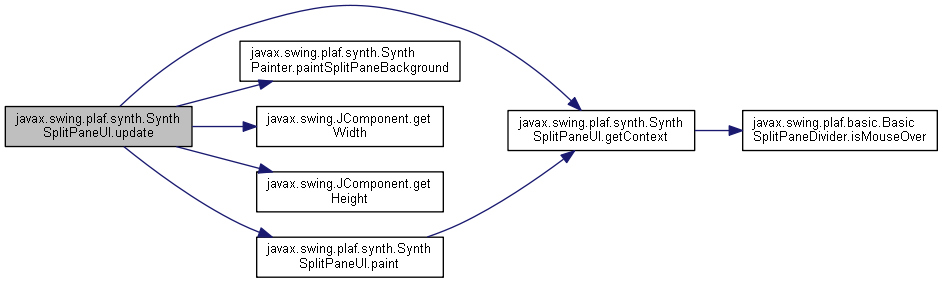 javax.swing.plaf.synth.Synth
SplitPaneUI.update
javax.swing.plaf.synth.Synth
Painter.paintSplitPaneBackground
javax.swing.JComponent.get
Width
javax.swing.JComponent.get
Height
javax.swing.plaf.synth.Synth
SplitPaneUI.paint
javax.swing.plaf.synth.Synth
SplitPaneUI.getContext
javax.swing.plaf.basic.Basic
SplitPaneDivider.isMouseOver